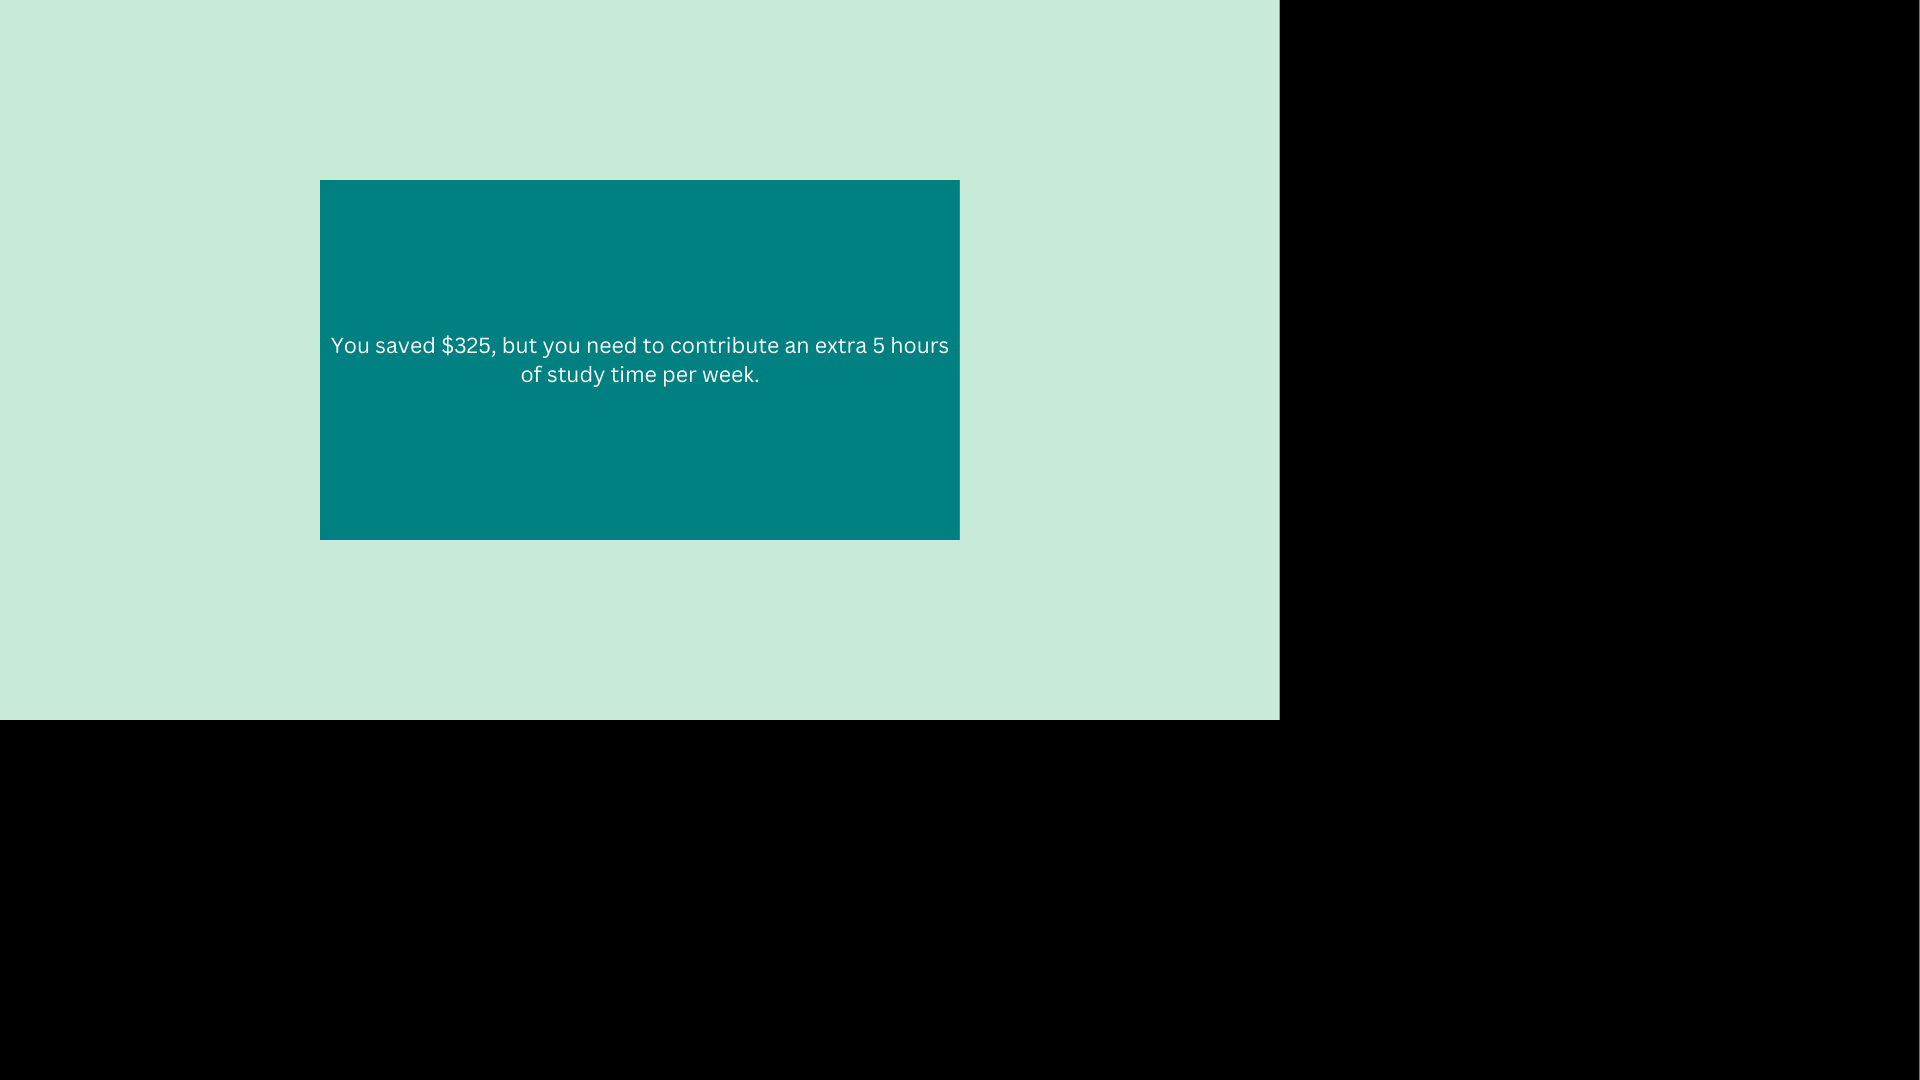 You saved $325, but you need to contribute an extra 5 hours
of study time per week.